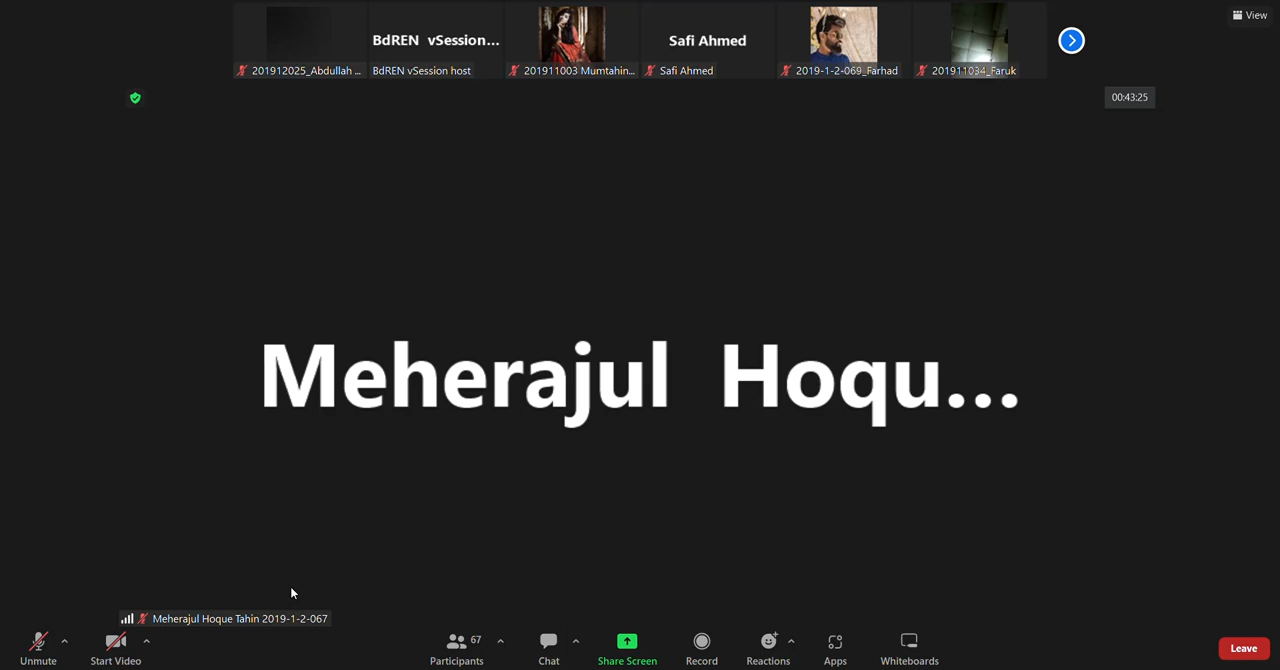 View
BdREN vSession...
Safi Ahmed
201912025_Abdullah ...
BdREN vSession host
201911003 Mumtahin...
Safi Ahmed
2019-1-2-069_Farhad
201911034_Faruk
00:43:25
Meherajul Hoqu...
Meherajul Hoque Tahin 2019-1-2-067
67
Unmute
Start Video
Participants
Chat
Share Screen
Record
Reactions
Apps
Whiteboards
Leave